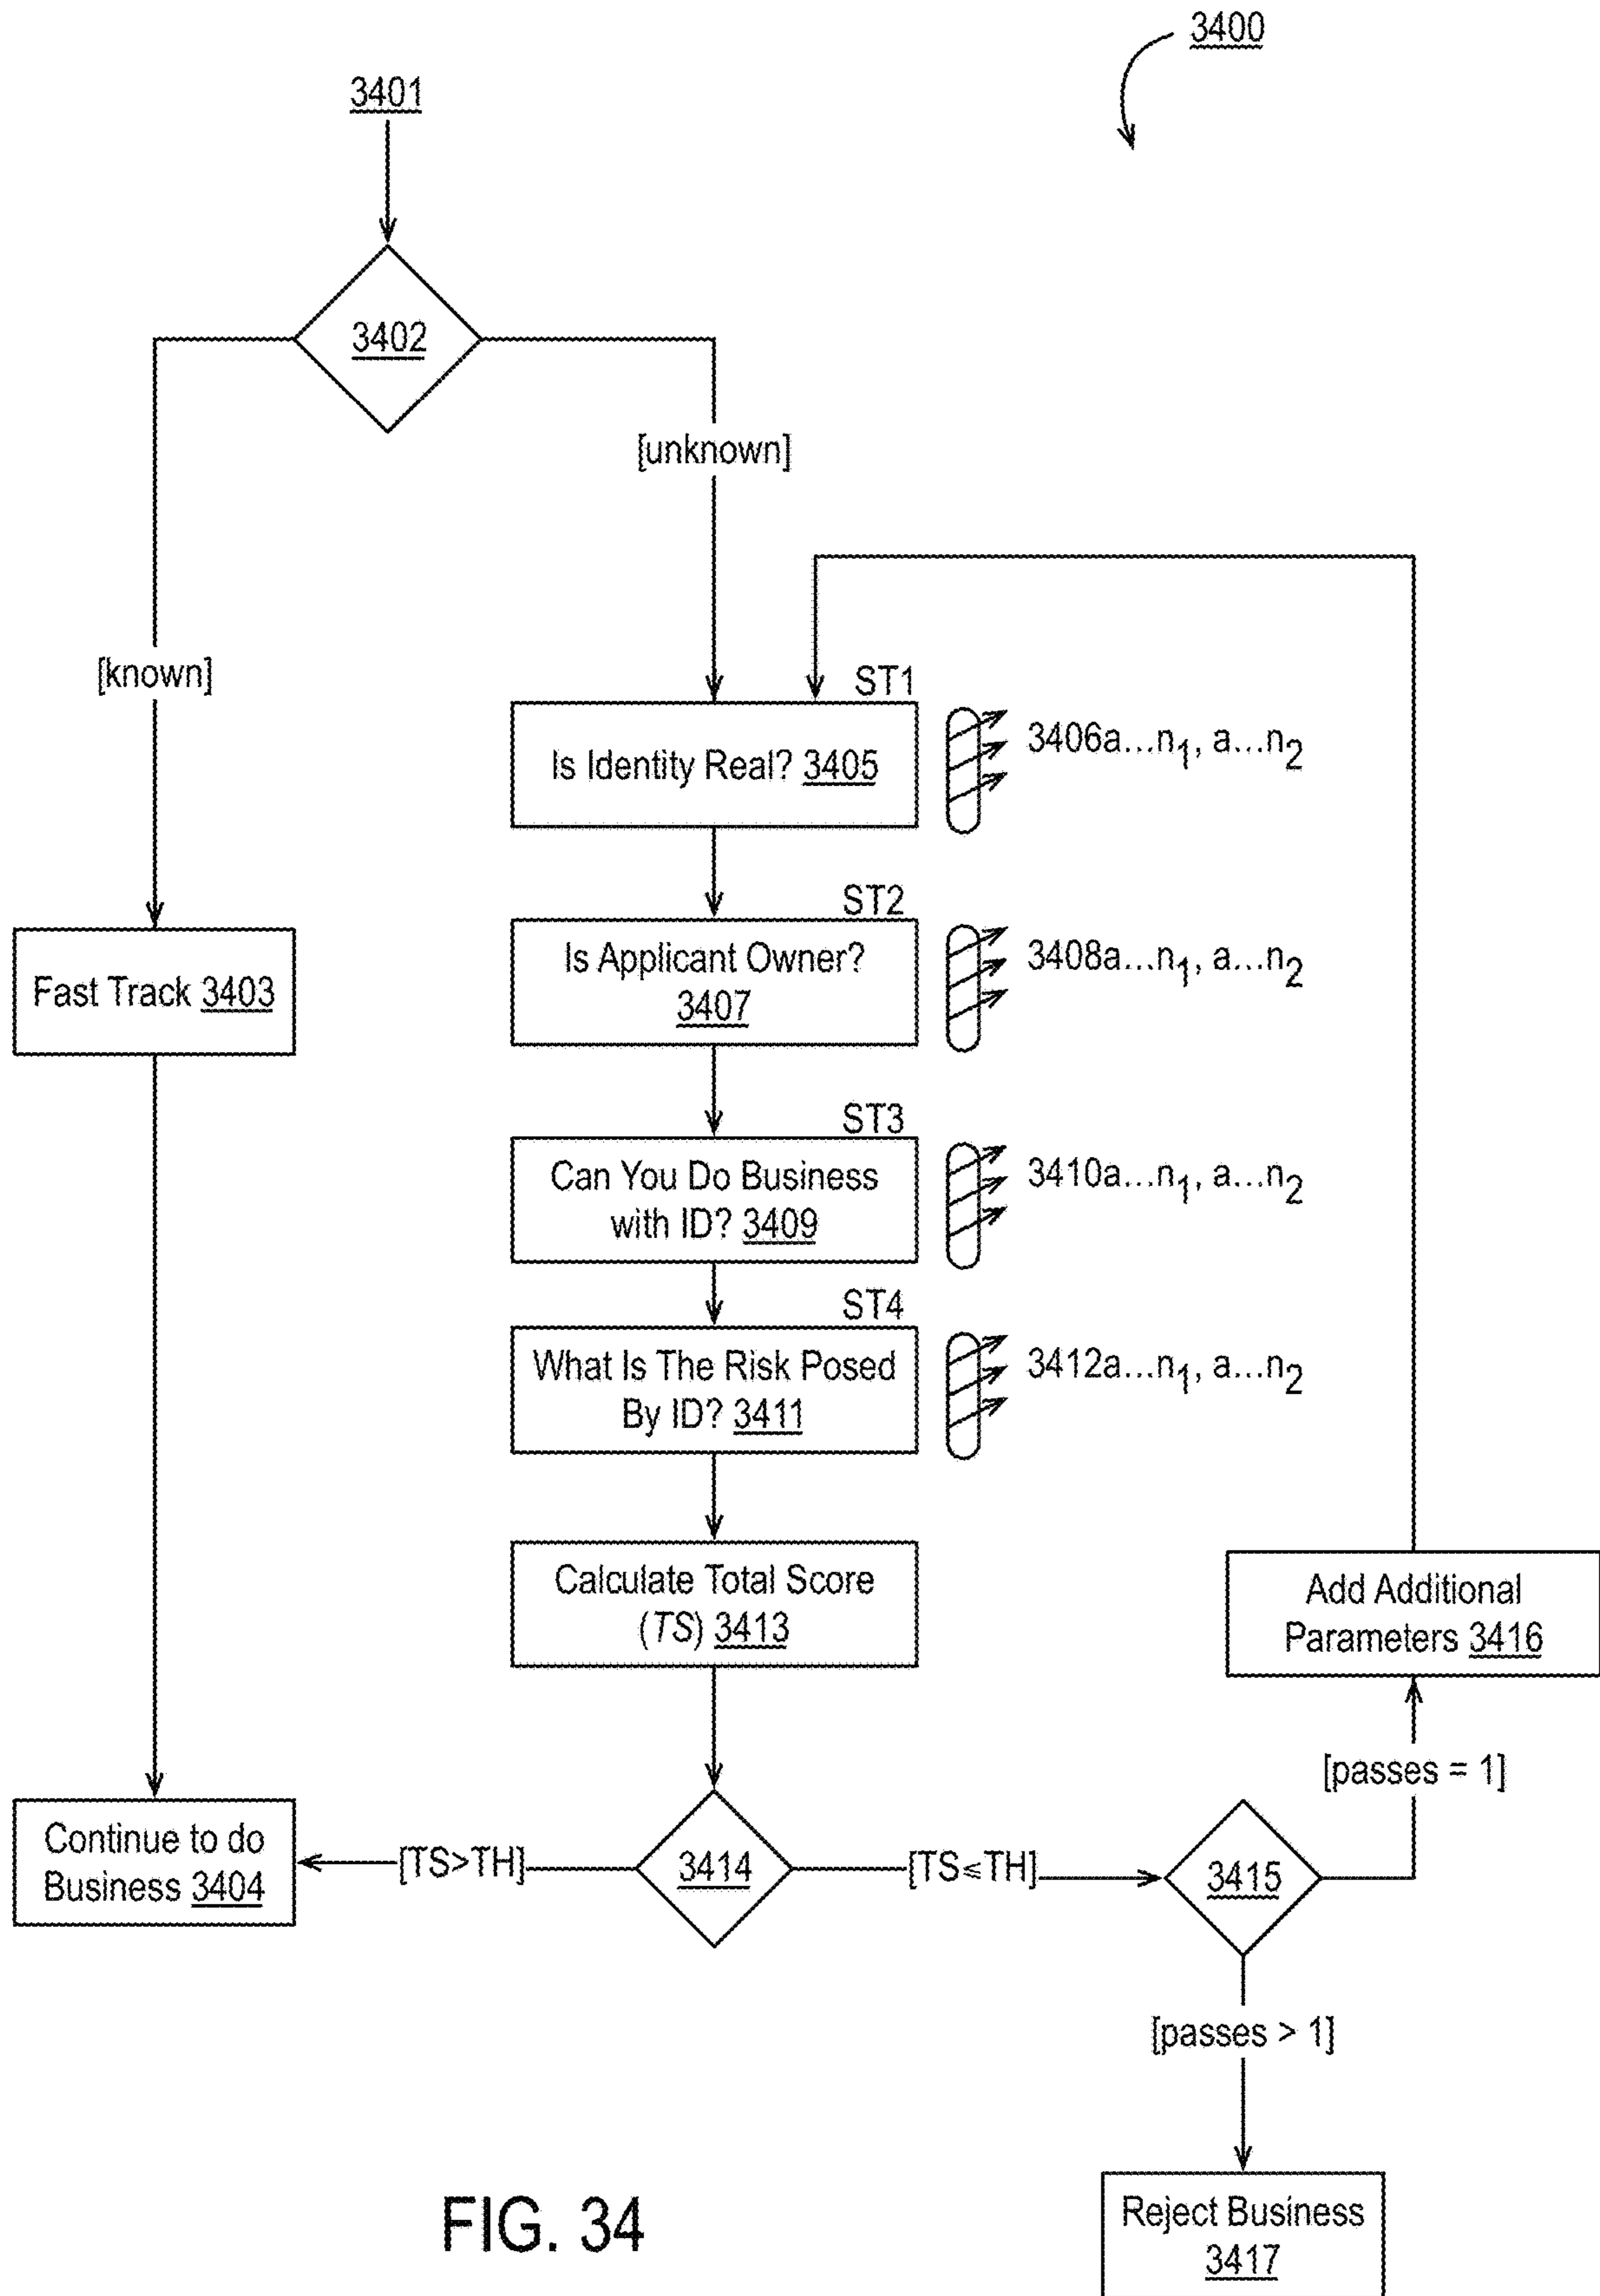 3400
3401
3402
[unknown]
[known]
ST1
Is Identity Real? 3405
3406a...n1, a...n2
ST2
Is Applicant Owner?
3407
3408a...n1, a...n2
Fast Track 3403
ST3
Can You Do Business
with ID? 3409
3410a...n1, a...n2
ST4
What Is The Risk Posed
By ID? 3411
3412a...n1, a...n2
Calculate Total Score
(TS) 3413
Add Additional
Parameters 3416
[passes = 1]
Continue to do
Business 3404
[TS>TH]
3414
[TS≤TH]
3415
[passes > 1]
Reject Business
3417
FIG. 34